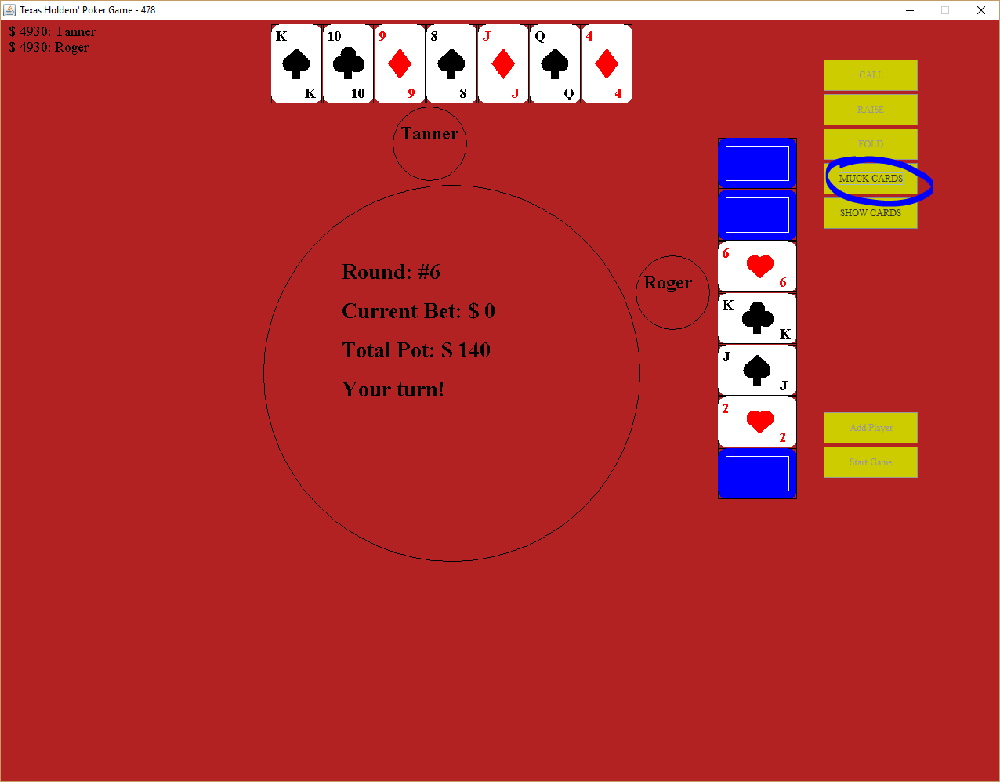 Texas Holdem' Poker Game - 478
$ 4930: Tanner
$ 4930: Roger
K 10 9 8 J Q 4
K 10 9 8 J Q 4
Tanner
CALL
RAISE
FOLD
MUCK CARDS
SHOW CARDS
Roger
6
6
K
K
J
J
2
2
Round: #6
Current Bet: $ 0
Total Pot: $ 140
Your turn!
Add Player
Start Game